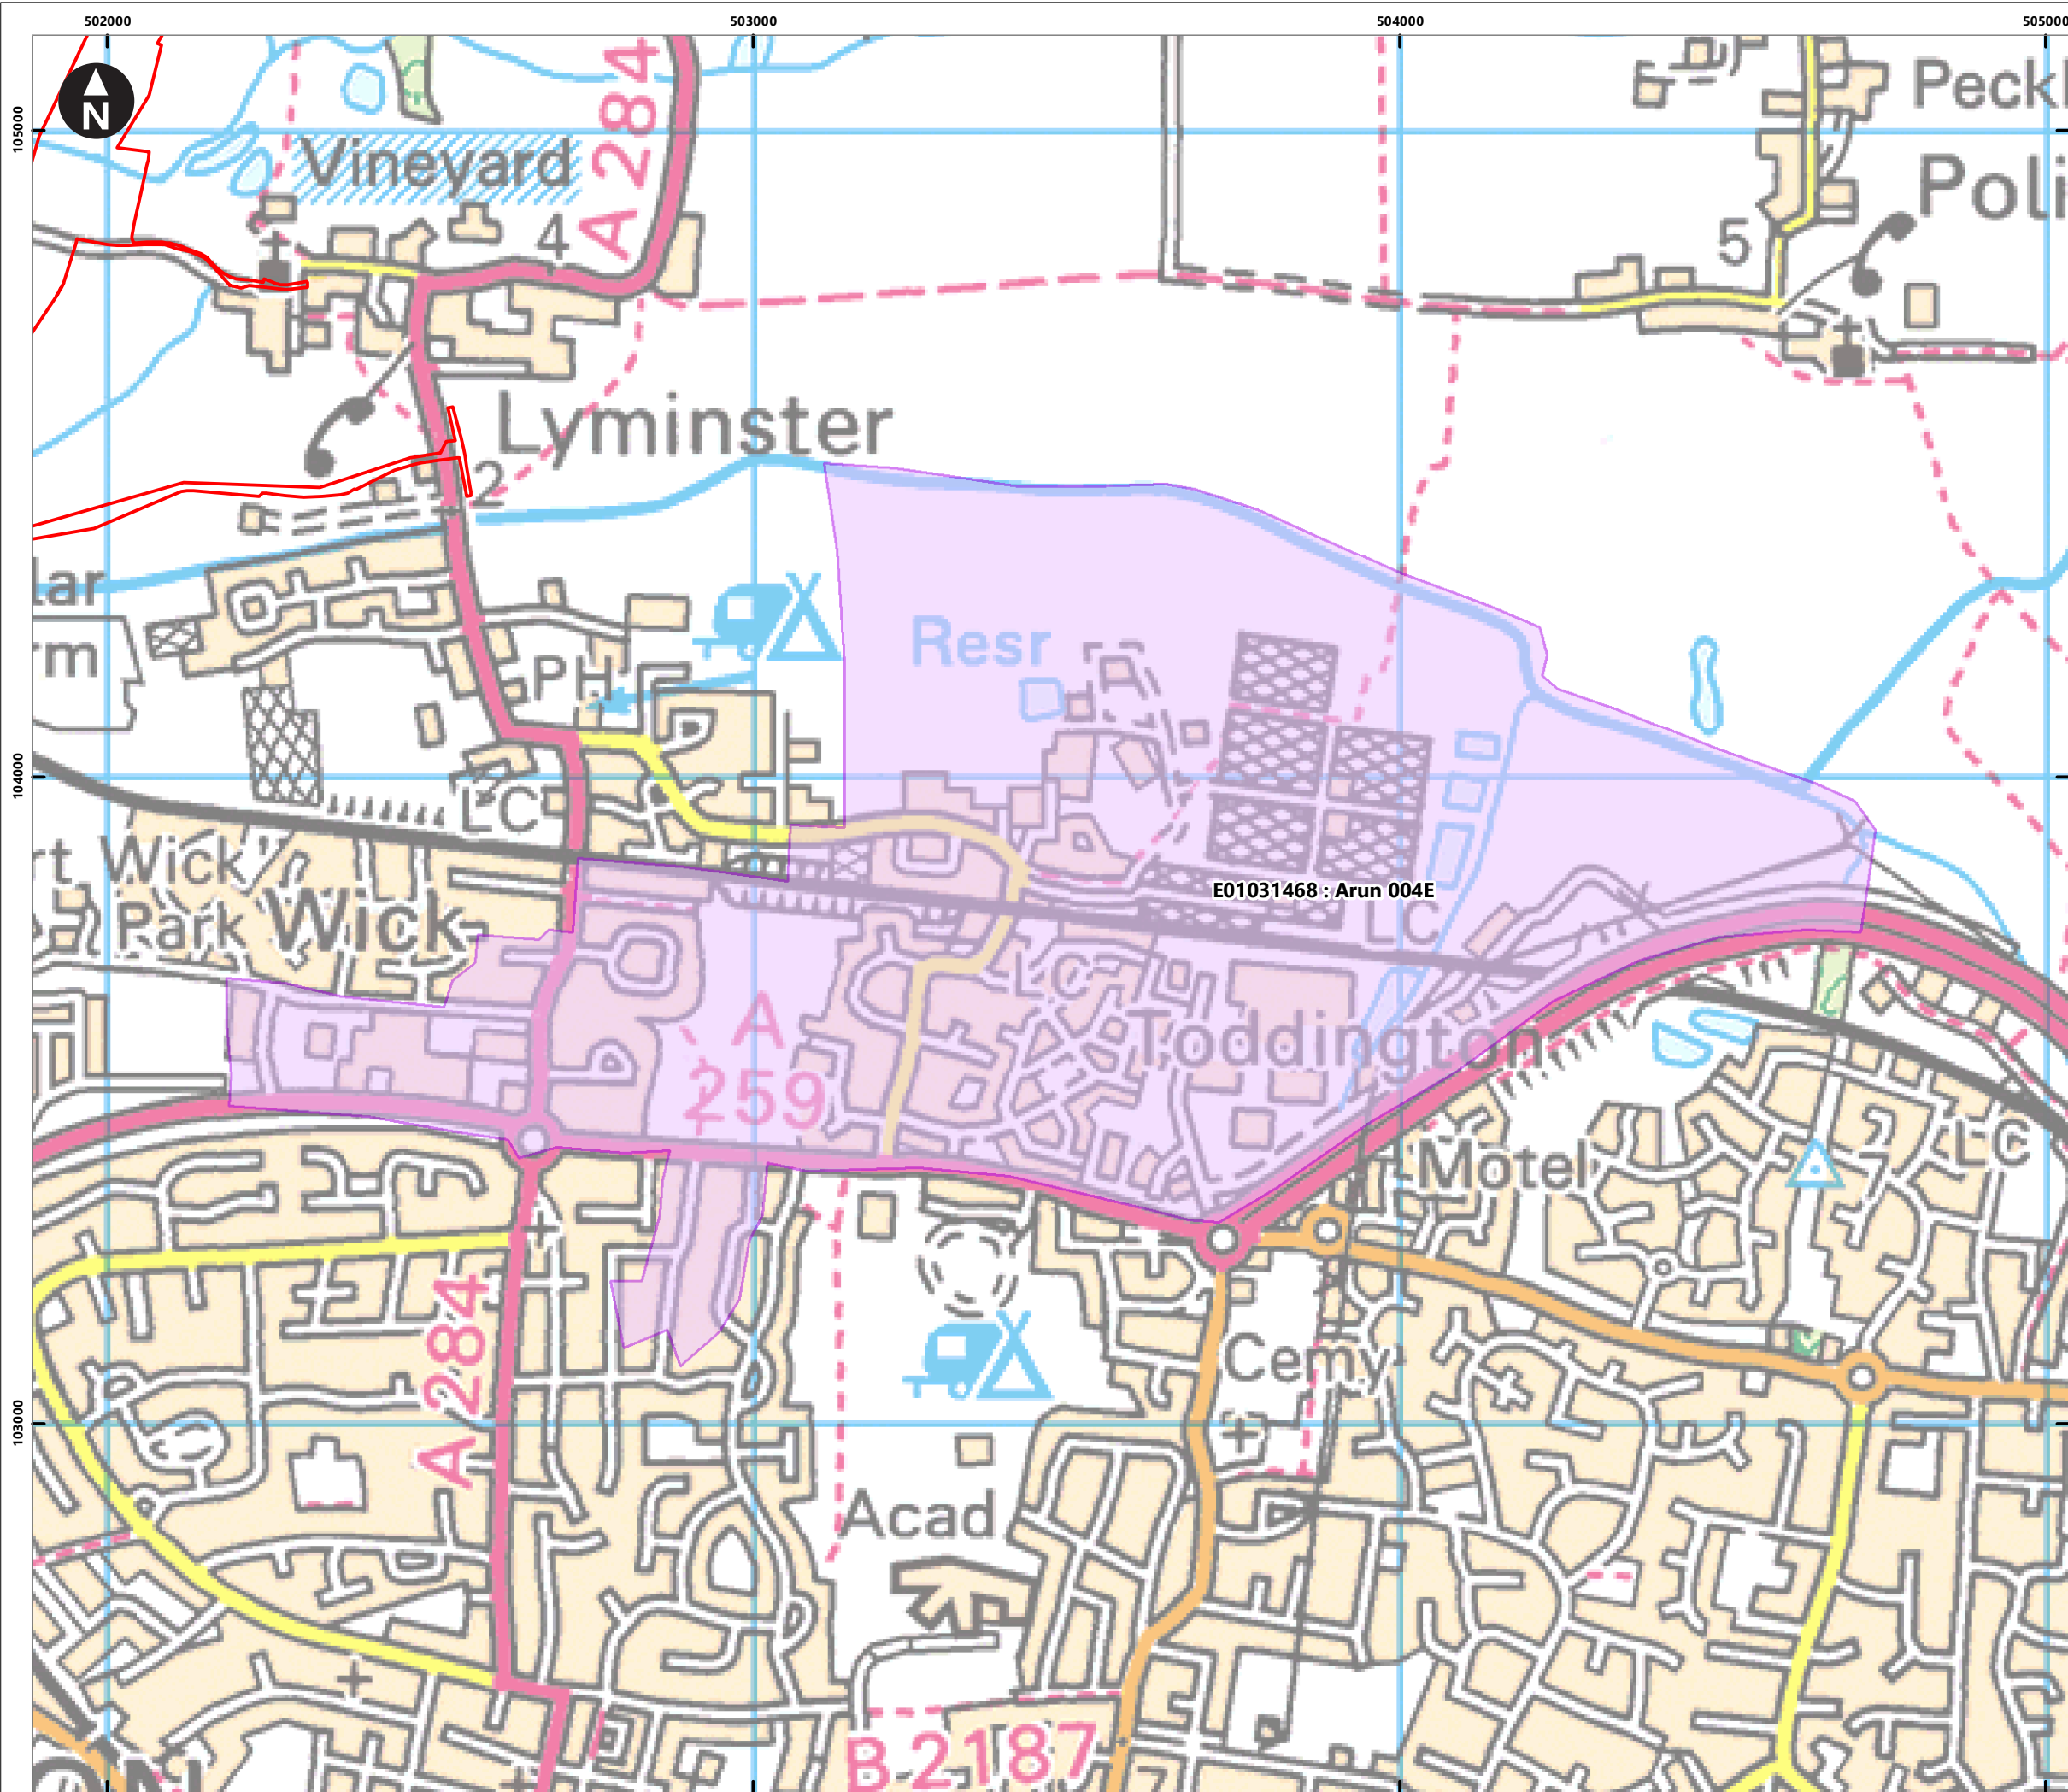 502000
503000
504000
505000
N
105000
104000
103000
A 284
Vineyard
4
Peck
Poli
5
Lyminster
2
lar
rm
PH
Resr
LC
rt Wick
Park
Wick
E01031468 : Arun 004E
LC
LC
A
259
Toddington
Motel
LC
A 284
Cemy
Acad
B 2187
ON